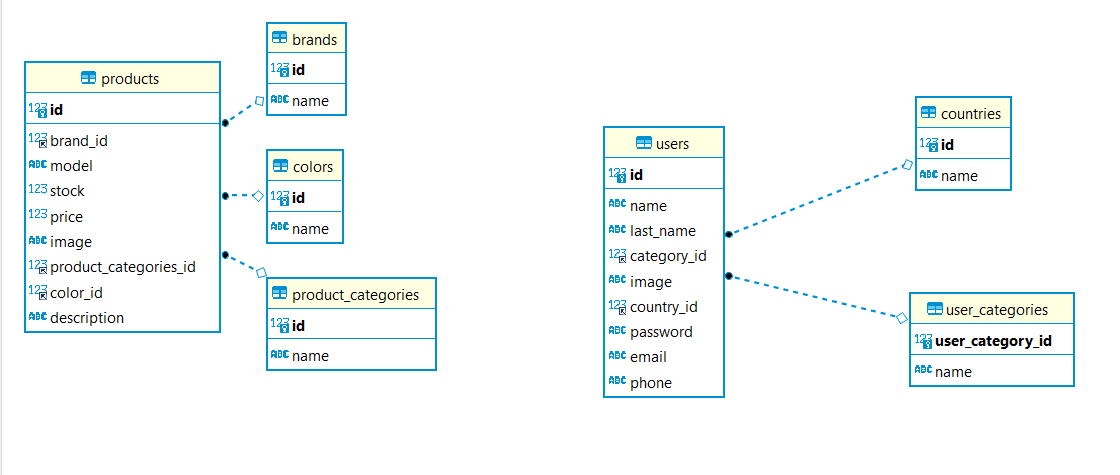 products
123 id
123 brand_id
ABC model
123 stock
123 price
ABC image
123 product_categories_id
123 color_id
ABC description
brands
123 id
ABC name
colors
123 id
ABC name
product_categories
123 id
ABC name
users
123 id
ABC name
ABC last_name
123 category_id
ABC image
123 country_id
ABC password
ABC email
ABC phone
countries
123 id
ABC name
user_categories
123 user_category_id
ABC name